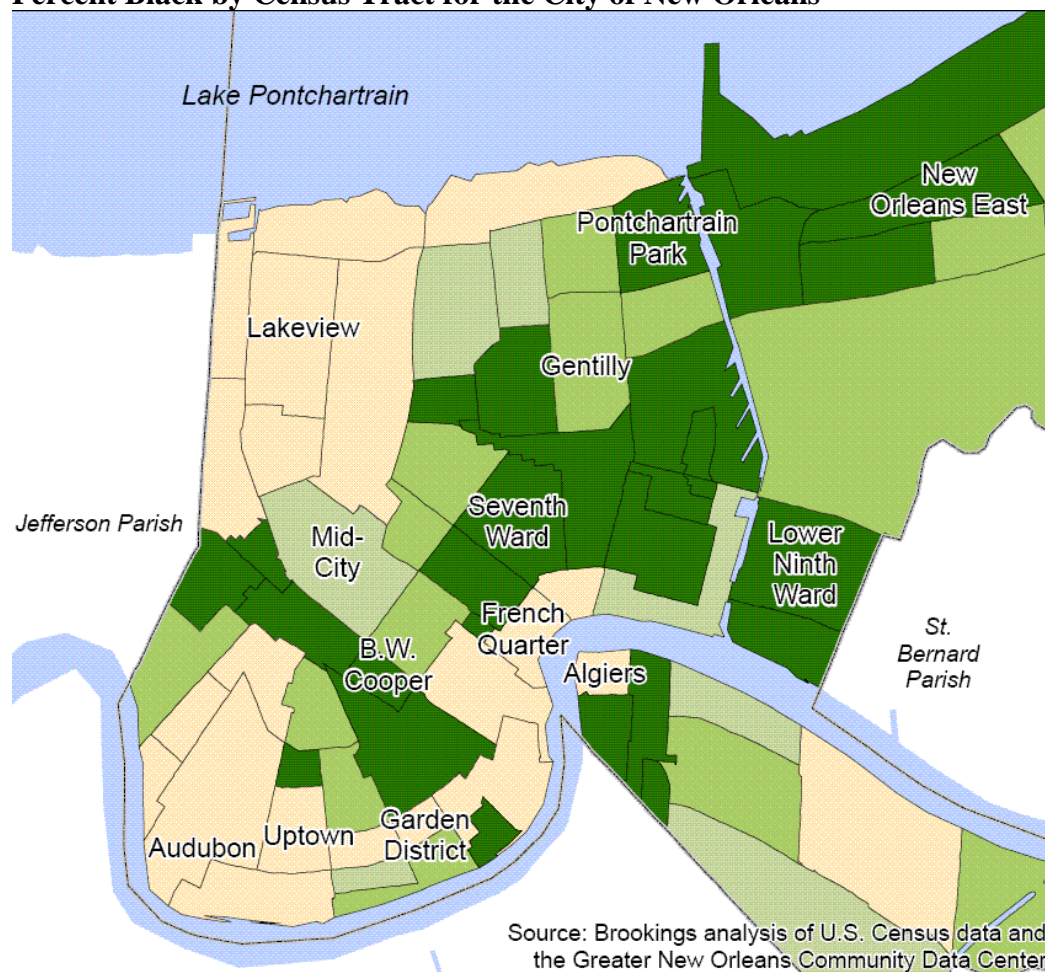 Percent Black by Census Tract for the City of New Orleans
Lake Pontchartrain
New
Orleans East
Pontchartrain
Park
Lakeview
Gentilly
Jefferson Parish
Mid-
City
Seventh
Ward
Lower
Ninth
Ward
French
Quarter
B.W.
Cooper
Algiers
St.
Bernard
Parish
Audubon
Uptown
Garden
District
Source: Brookings analysis of U.S. Census data and
the Greater New Orleans Community Data Center